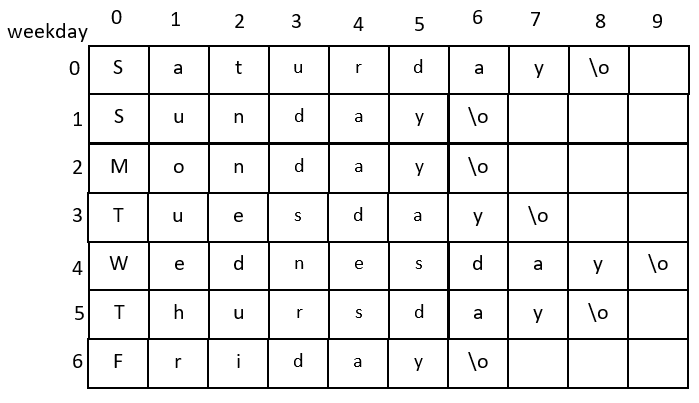 0 1 2 3 4 5 6 7 8 9
weekday
0 S a t u r d a y \o
1 S u n d a y \o
2 M o n d a y \o
3 T u e s d a y \o
4 W e d n e s d a y \o
5 T h u r s d a y \o
6 F r i d a y \o